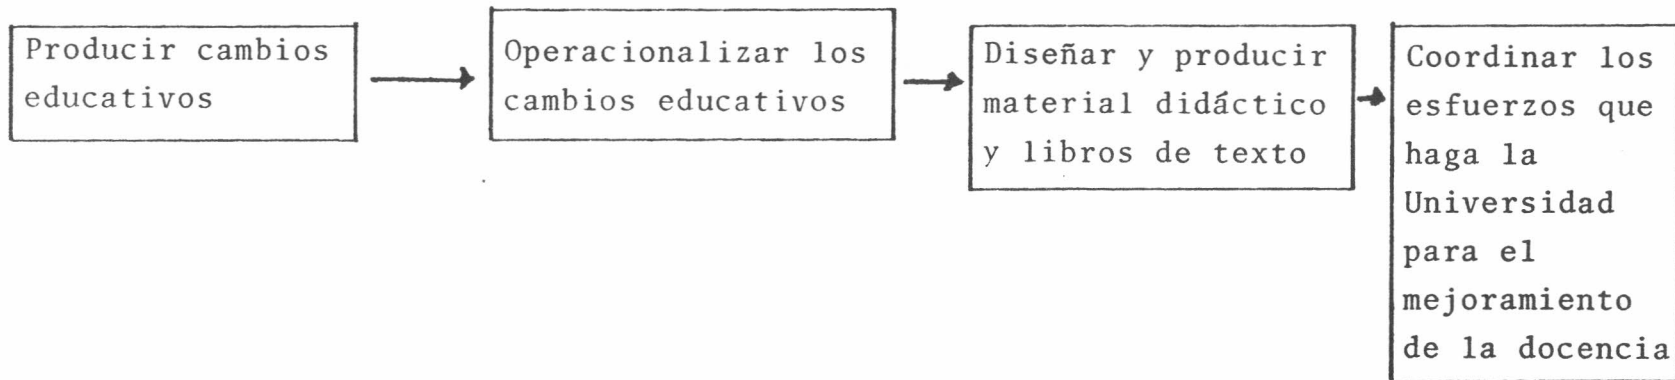 Producir cambios
educativos
Operacionalizar los
cambios educativos
Diseñar y producir
material didáctico
y libros de texto
Coordinar los
esfuerzos que
haga la
Universidad
para el
mejoramiento
de la docencia